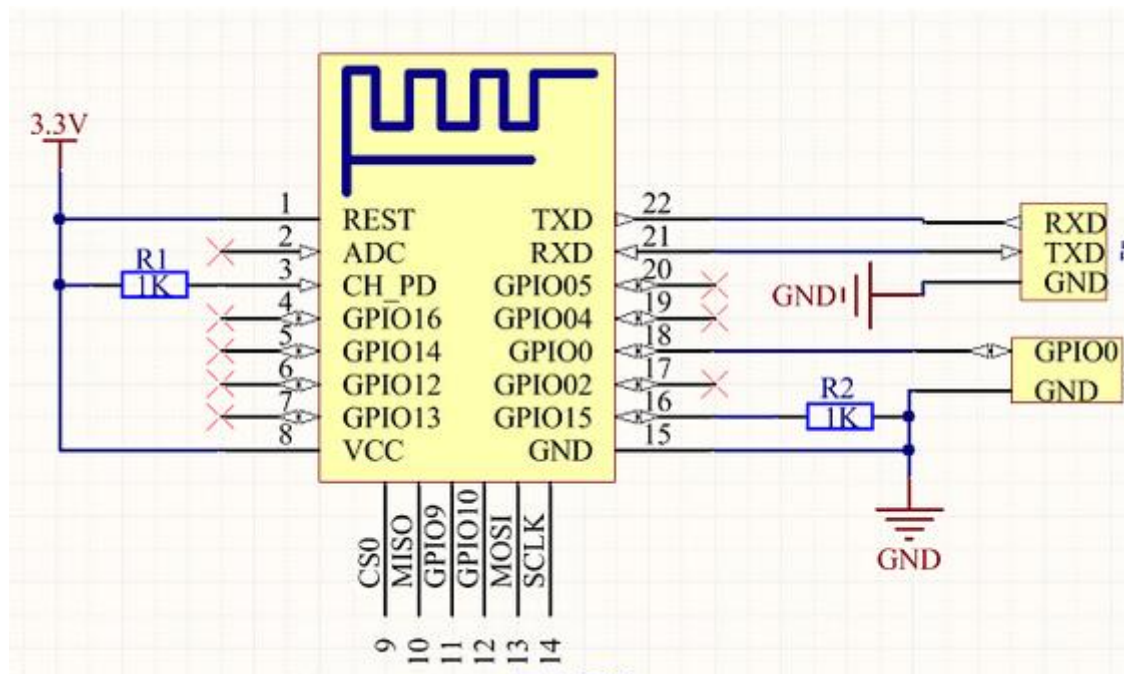 3.3V
1 REST TXD 22 RXD
2 ADC RXD 21 TXD
R1
1K
3 CH_PD GPIO05 20 GND
GND
4 GPIO16 GPIO04 19
5 GPIO14 GPIO0 18 GPIO0
6 GPIO12 GPIO02 17 GND
R2
1K
7 GPIO13 GPIO15 16
8 VCC GND 15
GND
CS0
MISO
GPIO9
GPIO10
MOSI
SCLK
9
10
11
12
13
14